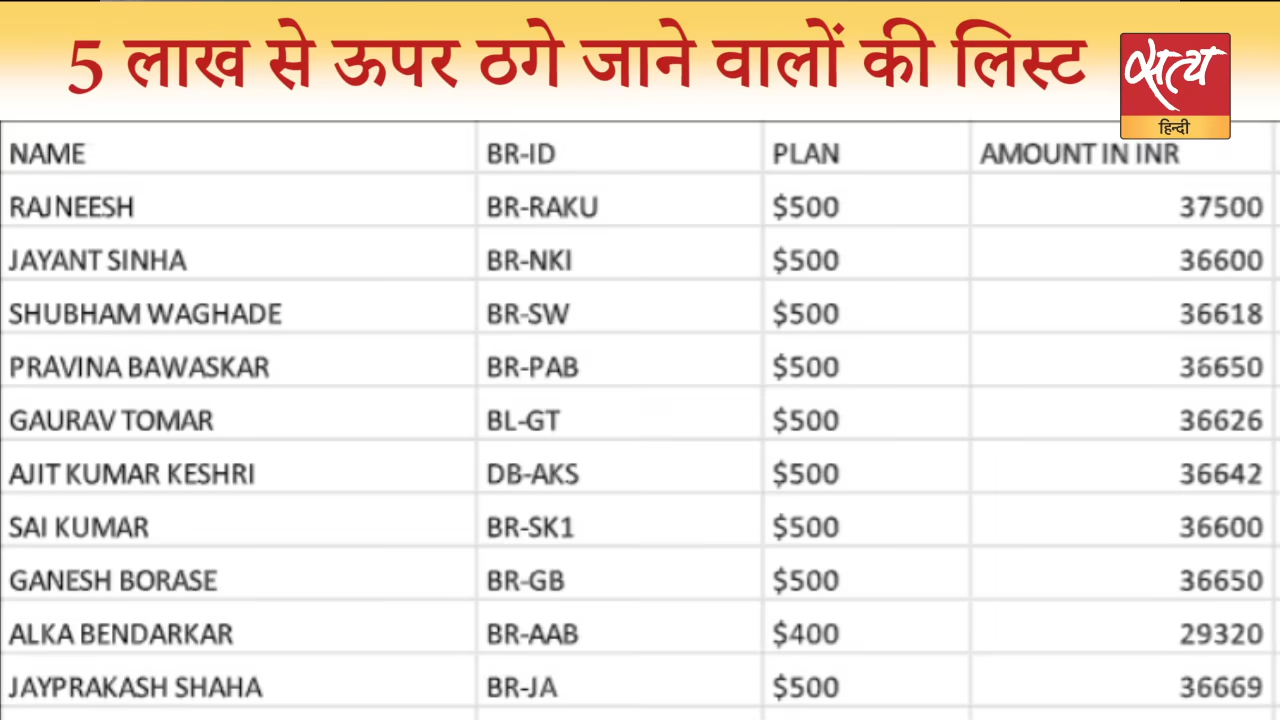 5 लाख से ऊपर ठगे जाने वालों की लिस्ट
सत्य
हिन्दी
NAME BR-ID PLAN AMOUNT IN INR
RAJNEESH BR-RAKU $500 37500
JAYANT SINHA BR-NKI $500 36600
SHUBHAM WAGHADE BR-SW $500 36618
PRAVINA BAWASKAR BR-PAB $500 36650
GAURAV TOMAR BL-GT $500 36626
AJIT KUMAR KESHRI DB-AKS $500 36642
SAI KUMAR BR-SK1 $500 36600
GANESH BORASE BR-GB $500 36650
ALKA BENDARKAR BR-AAB $400 29320
JAYPRAKASH SHAHA BR-JA $500 36669